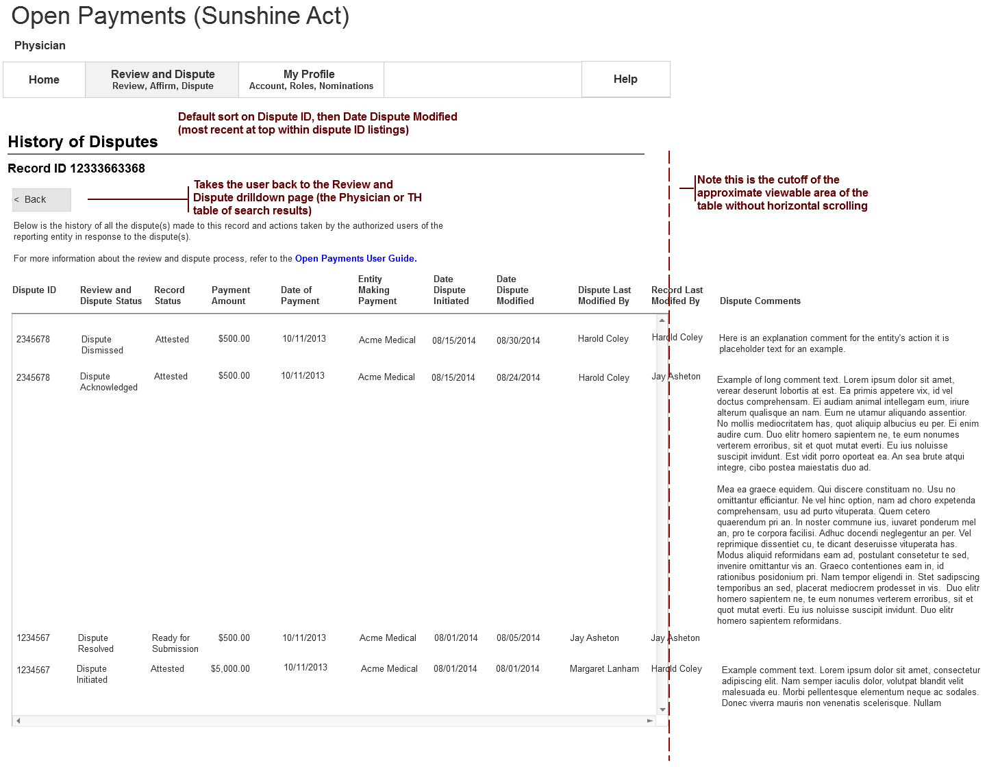 Open Payments (Sunshine Act)
Physician
Home
Review and Dispute
Review, Affirm, Dispute
My Profile
Account, Roles, Nominations
Help
Default sort on Dispute ID, then Date Dispute Modified
(most recent at top within dispute ID listings)
History of Disputes
Record ID 12333663368
< Back
Takes the user back to the Review and
Dispute drilldown page (the Physician or TH
table of search results)
Note this is the cutoff of the
approximate viewable area of the
table without horizontal scrolling
Below is the history of all the dispute(s) made to this record and actions taken by the authorized users of the
reporting entity in response to the dispute(s).
For more information about the review and dispute process, refer to the Open Payments User Guide.
Dispute ID
Review and
Dispute Status
Record
Status
Payment
Amount
Date of
Payment
Entity
Making
Payment
Date
Dispute
Initiated
Date
Dispute
Modified
Dispute Last
Modified By
Record Last
Modifed By
Dispute Comments
2345678
Dispute
Dismissed
Attested
$500.00
10/11/2013
Acme Medical
08/15/2014
08/30/2014
Harold Coley
Harold Coley
Here is an explanation comment for the entity's action it is
placeholder text for an example.
2345678
Dispute
Acknowledged
Attested
$500.00
10/11/2013
Acme Medical
08/15/2014
08/24/2014
Harold Coley
Jay Asheton
Example of long comment text. Lorem ipsum dolor sit amet,
verear deserunt lobortis at est. Ea primis appetere vix, id vel
doctus comprehensam. Ei audiam animal intellegam eum, iriure
alterum qualisque an nam. Eum ne utamur aliquando assentior.
No mollis mediocritatem has, quot aliquip albucius eu per. Ei enim
audire cum. Duo elitr homero sapientem ne, te eum nonumes
verterem erroribus, sit et quot mutat everti. Eu ius noluisse
suscipit invidunt. Est vidit porro oporteat ea. An sea brute atqui
integre, cibo postea maiestatis duo ad.
Mea ea graece equidem. Qui discere constituam no. Usu no
omittantur efficiantur. Ne vel hinc option, nam ad choro expetenda
comprehensam, usu ad purto vituperata. Quem cetero
quaerendum pri an. In noster commune ius, iuvaret ponderum mel
an, pro te corpora facilisi. Adhuc docendi neglegentur an per. Vel
reprimique dissentiet cu, te dicant deseruisse vituperata has.
Modus aliquid reformidans eam ad, postulant consetetur te sed,
invenire omittantur vis an. Graeco contentiones eam in, id
rationibus posidonium pri. Nam tempor eligendi in. Stet sadipscing
temporibus an sed, placerat mediocrem prodesset in vis.  Duo elitr
homero sapientem ne, te eum nonumes verterem erroribus, sit et
quot mutat everti. Eu ius noluisse suscipit invidunt. Duo elitr
homero sapientem reformidans.
1234567
Dispute
Resolved
Ready for
Submission
$500.00
10/11/2013
Acme Medical
08/01/2014
08/05/2014
Jay Asheton
Jay Asheton
1234567
Dispute
Initiated
Attested
$5,000.00
10/11/2013
Acme Medical
08/01/2014
08/01/2014
Margaret Lanham
Harold Coley
Example comment text. Lorem ipsum dolor sit amet, consectetur
adipiscing elit. Nam semper iaculis dolor, volutpat blandit velit
malesuada eu. Morbi pellentesque elementum neque ac sodales.
Donec viverra mauris non venenatis scelerisque. Nullam